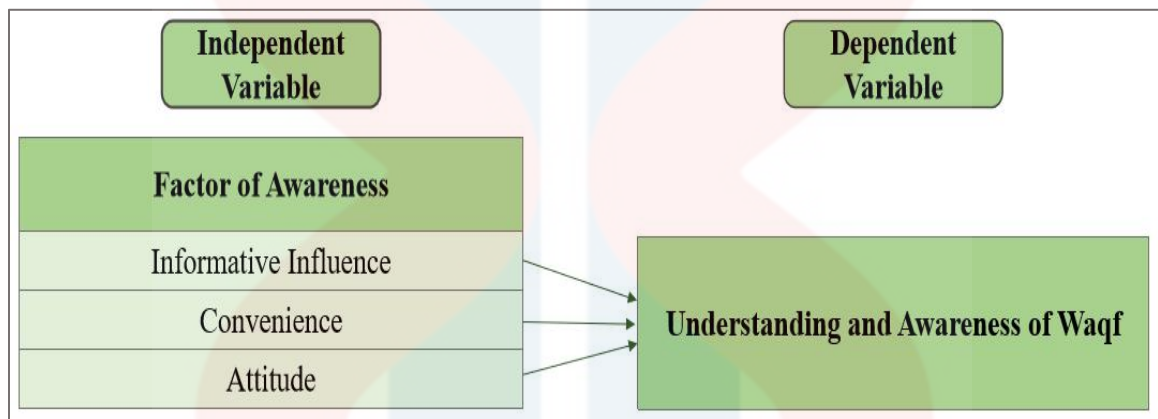 Independent
Variable
Dependent
Variable
Factor of Awareness
Informative Influence
Convenience
Attitude
Understanding and Awareness of Waqf